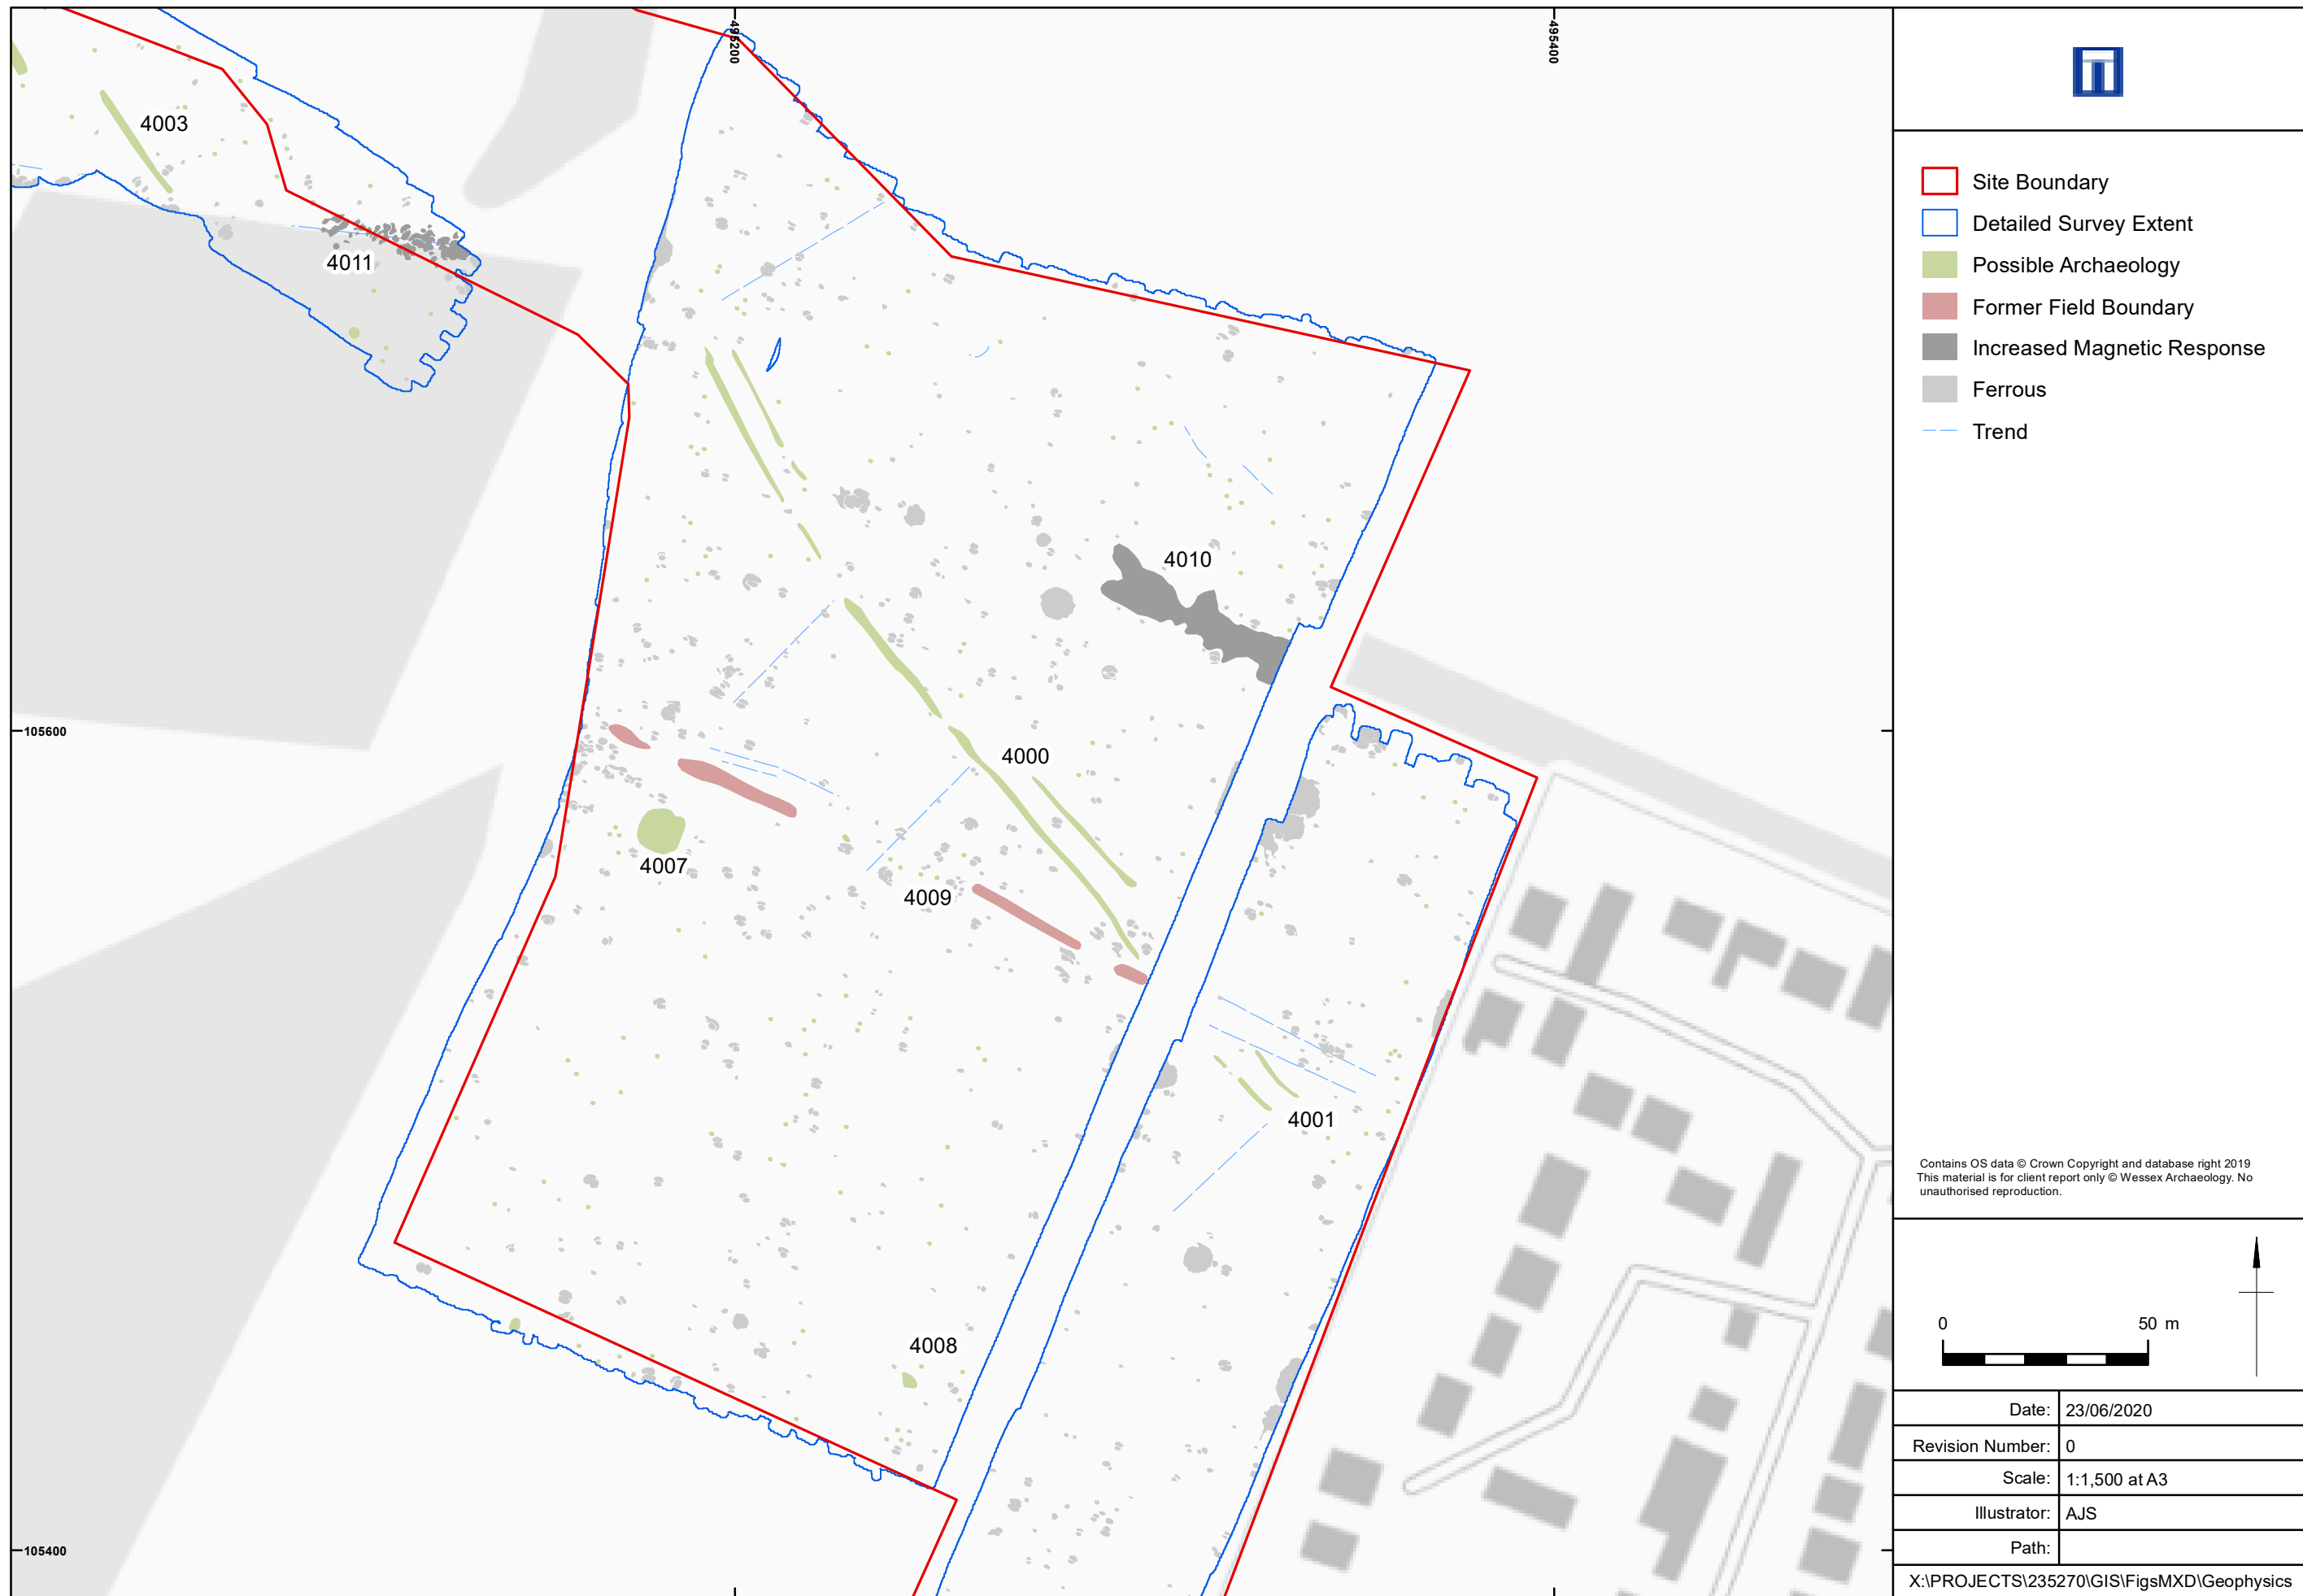 495200
495400
4003
4011
4010
105600
4000
4007
4009
4001
4008
105400
Site Boundary
Detailed Survey Extent
Possible Archaeology
Former Field Boundary
Increased Magnetic Response
Ferrous
Trend
Contains OS data © Crown Copyright and database right 2019
This material is for client report only © Wessex Archaeology. No
unauthorised reproduction.
0 50 m
Date: 23/06/2020
Revision Number: 0
Scale: 1:1,500 at A3
Illustrator: AJS
Path:
X:\PROJECTS\235270\GIS\FigsMXD\Geophysics